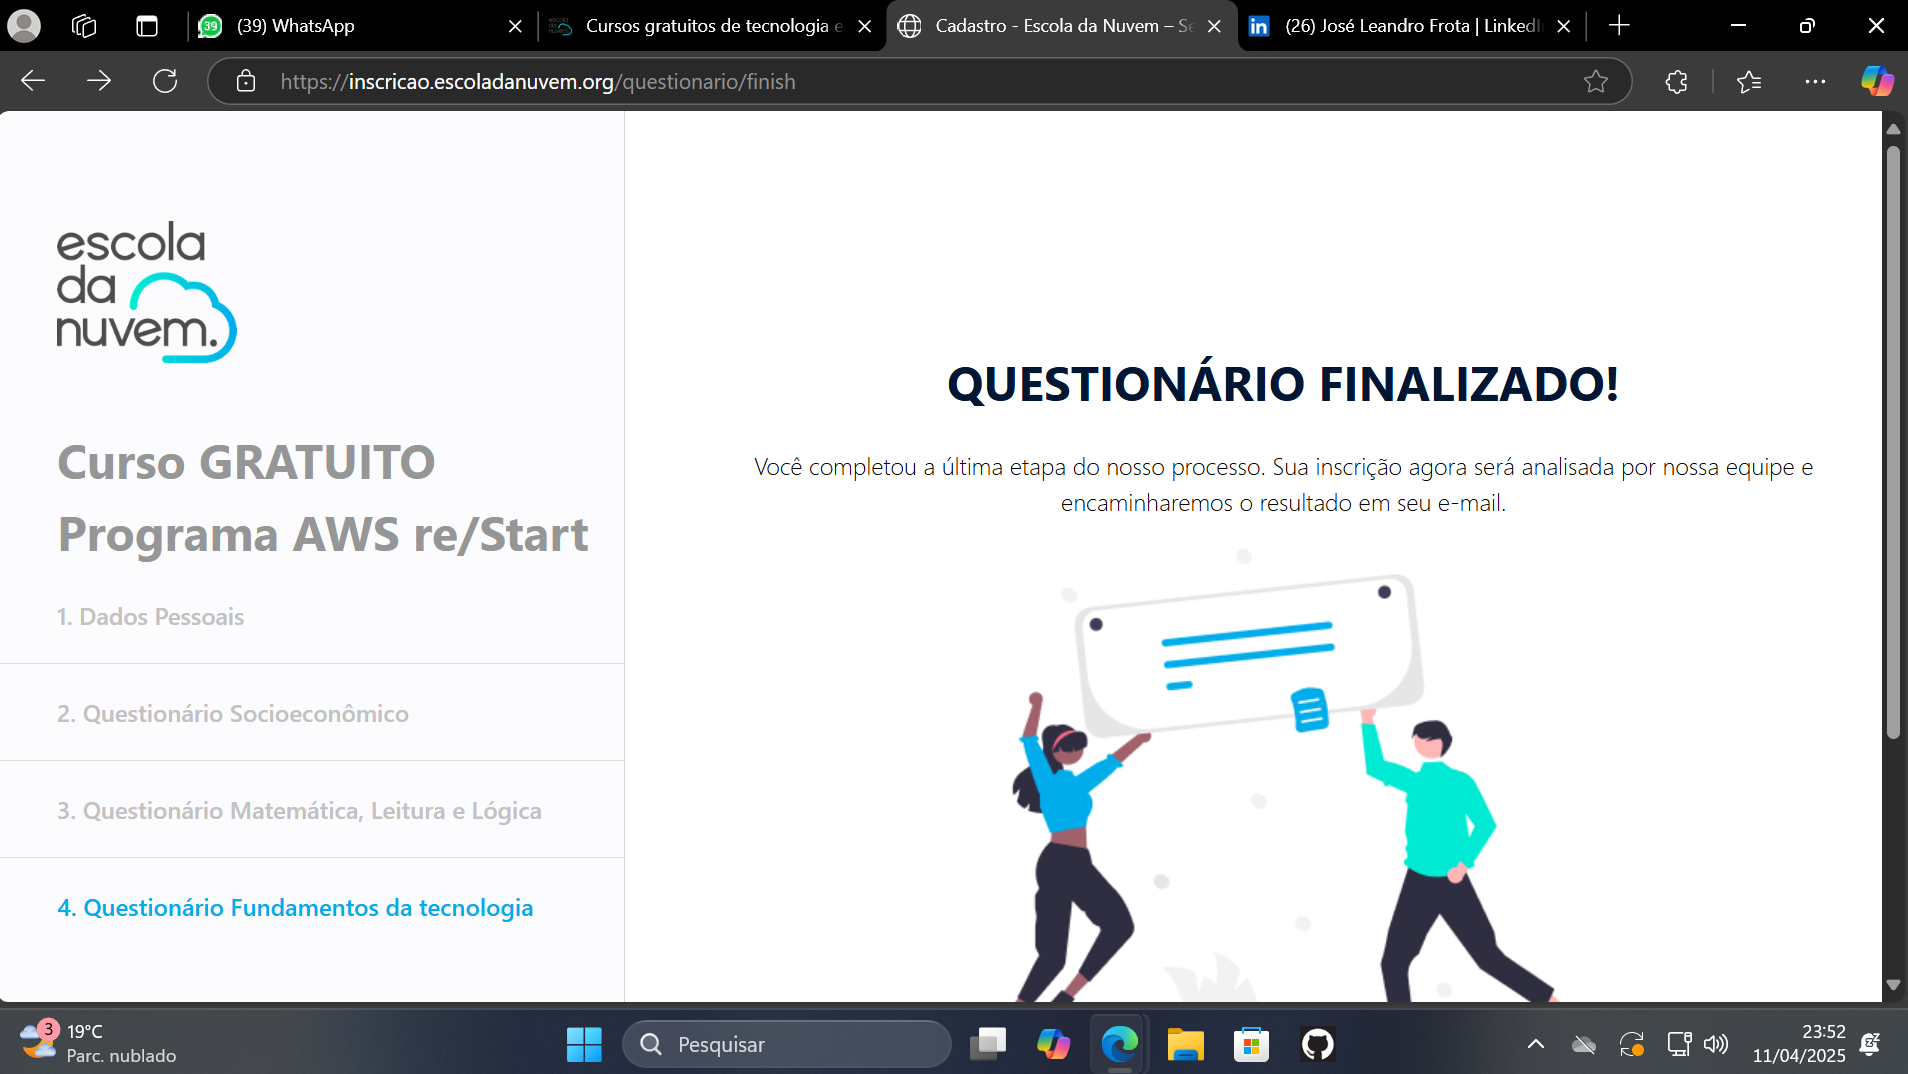 39
(39) WhatsApp
Cursos gratuitos de tecnologia e
Cadastro - Escola da Nuvem – Se
in
(26) José Leandro Frota | LinkedIn
https://inscricao.escoladanuvem.org/questionario/finish
escola
da
nuvem.
Curso GRATUITO
Programa AWS re/Start
1. Dados Pessoais
2. Questionário Socioeconômico
3. Questionário Matemática, Leitura e Lógica
4. Questionário Fundamentos da tecnologia
QUESTIONÁRIO FINALIZADO!
Você completou a última etapa do nosso processo. Sua inscrição agora será analisada por nossa equipe e
encaminharemos o resultado em seu e-mail.
3
19°C
Parc. nublado
Pesquisar
23:52
11/04/2025